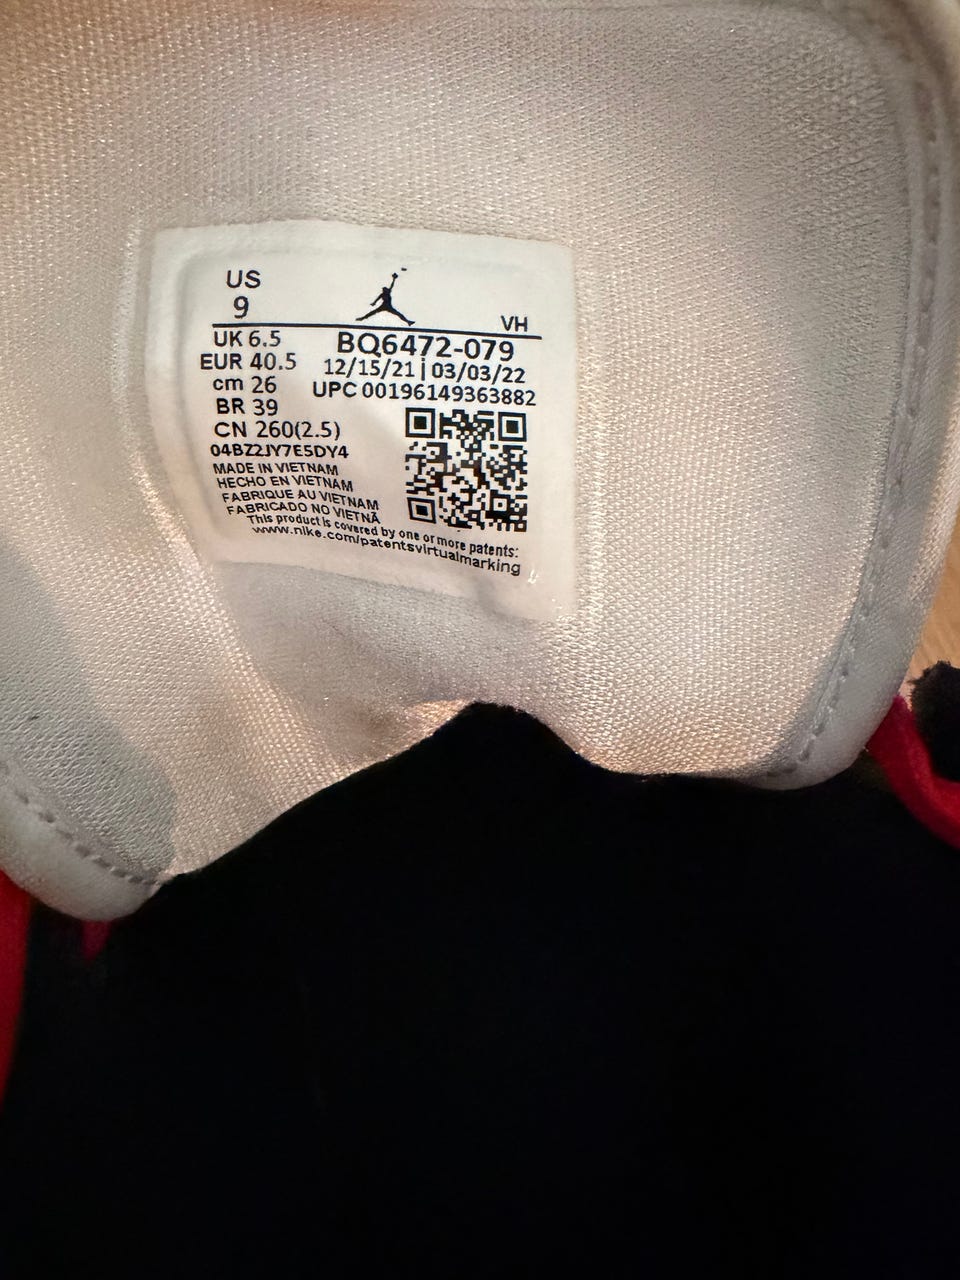 US
9
VH
UK 6.5
EUR 40.5
cm 26
BR 39
CN 260(2.5)
04BZ2JY7E5DY4
BQ6472-079
12/15/21 | 03/03/22
UPC 00196149363882
MADE IN VIETNAM
HECHO EN VIETNAM
FABRIQUE AU VIETNAM
FABRICADO NO VIETNÃ
This product is covered by one or more patents:
www.nike.com/patentsvirtualmarking